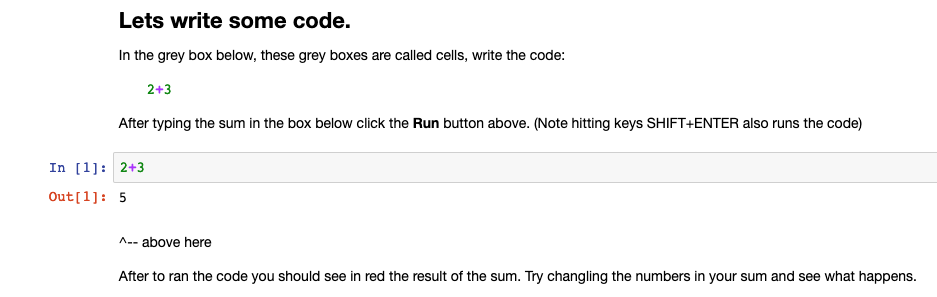 Lets write some code.
In the grey box below, these grey boxes are called cells, write the code:
2+3
After typing the sum in the box below click the Run button above. (Note hitting keys SHIFT+ENTER also runs the code)
In [1]: 2+3
Out[1]: 5
^-- above here
After to ran the code you should see in red the result of the sum. Try changling the numbers in your sum and see what happens.